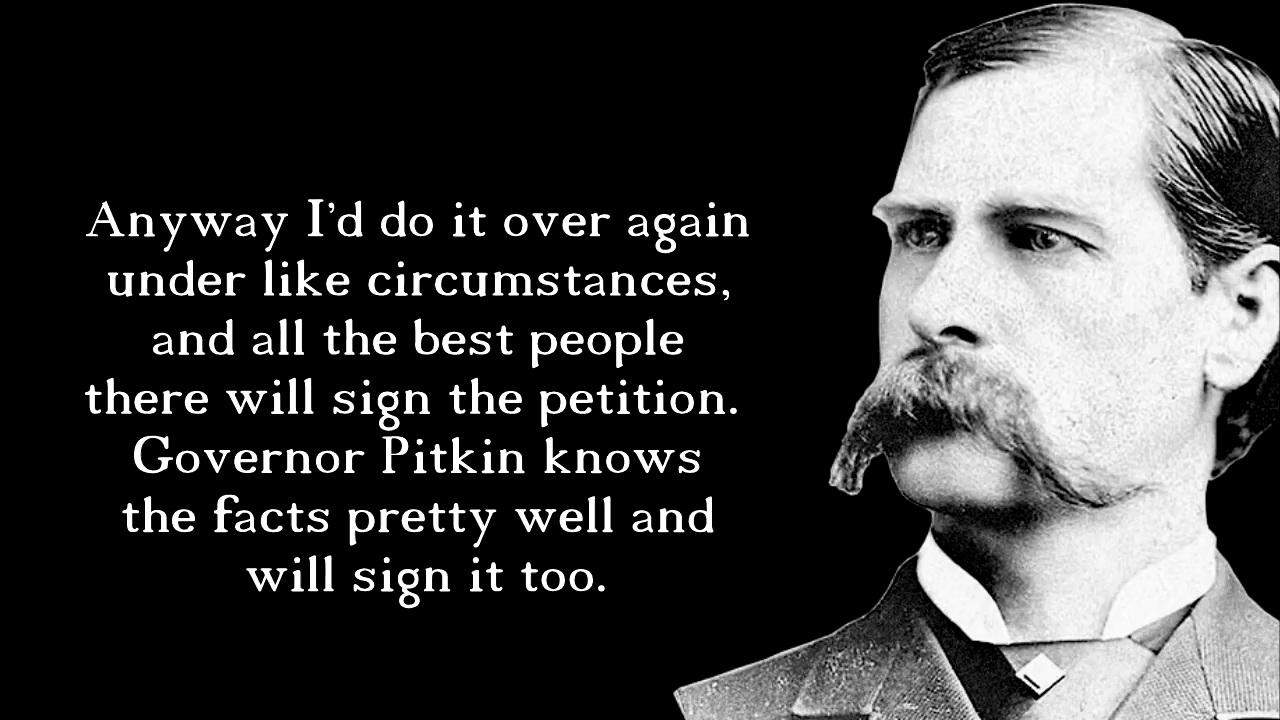 Anyway I'd do it over again
under like circumstances,
and all the best people
there will sign the petition.
Governor Pitkin knows
the facts pretty well and
will sign it too.